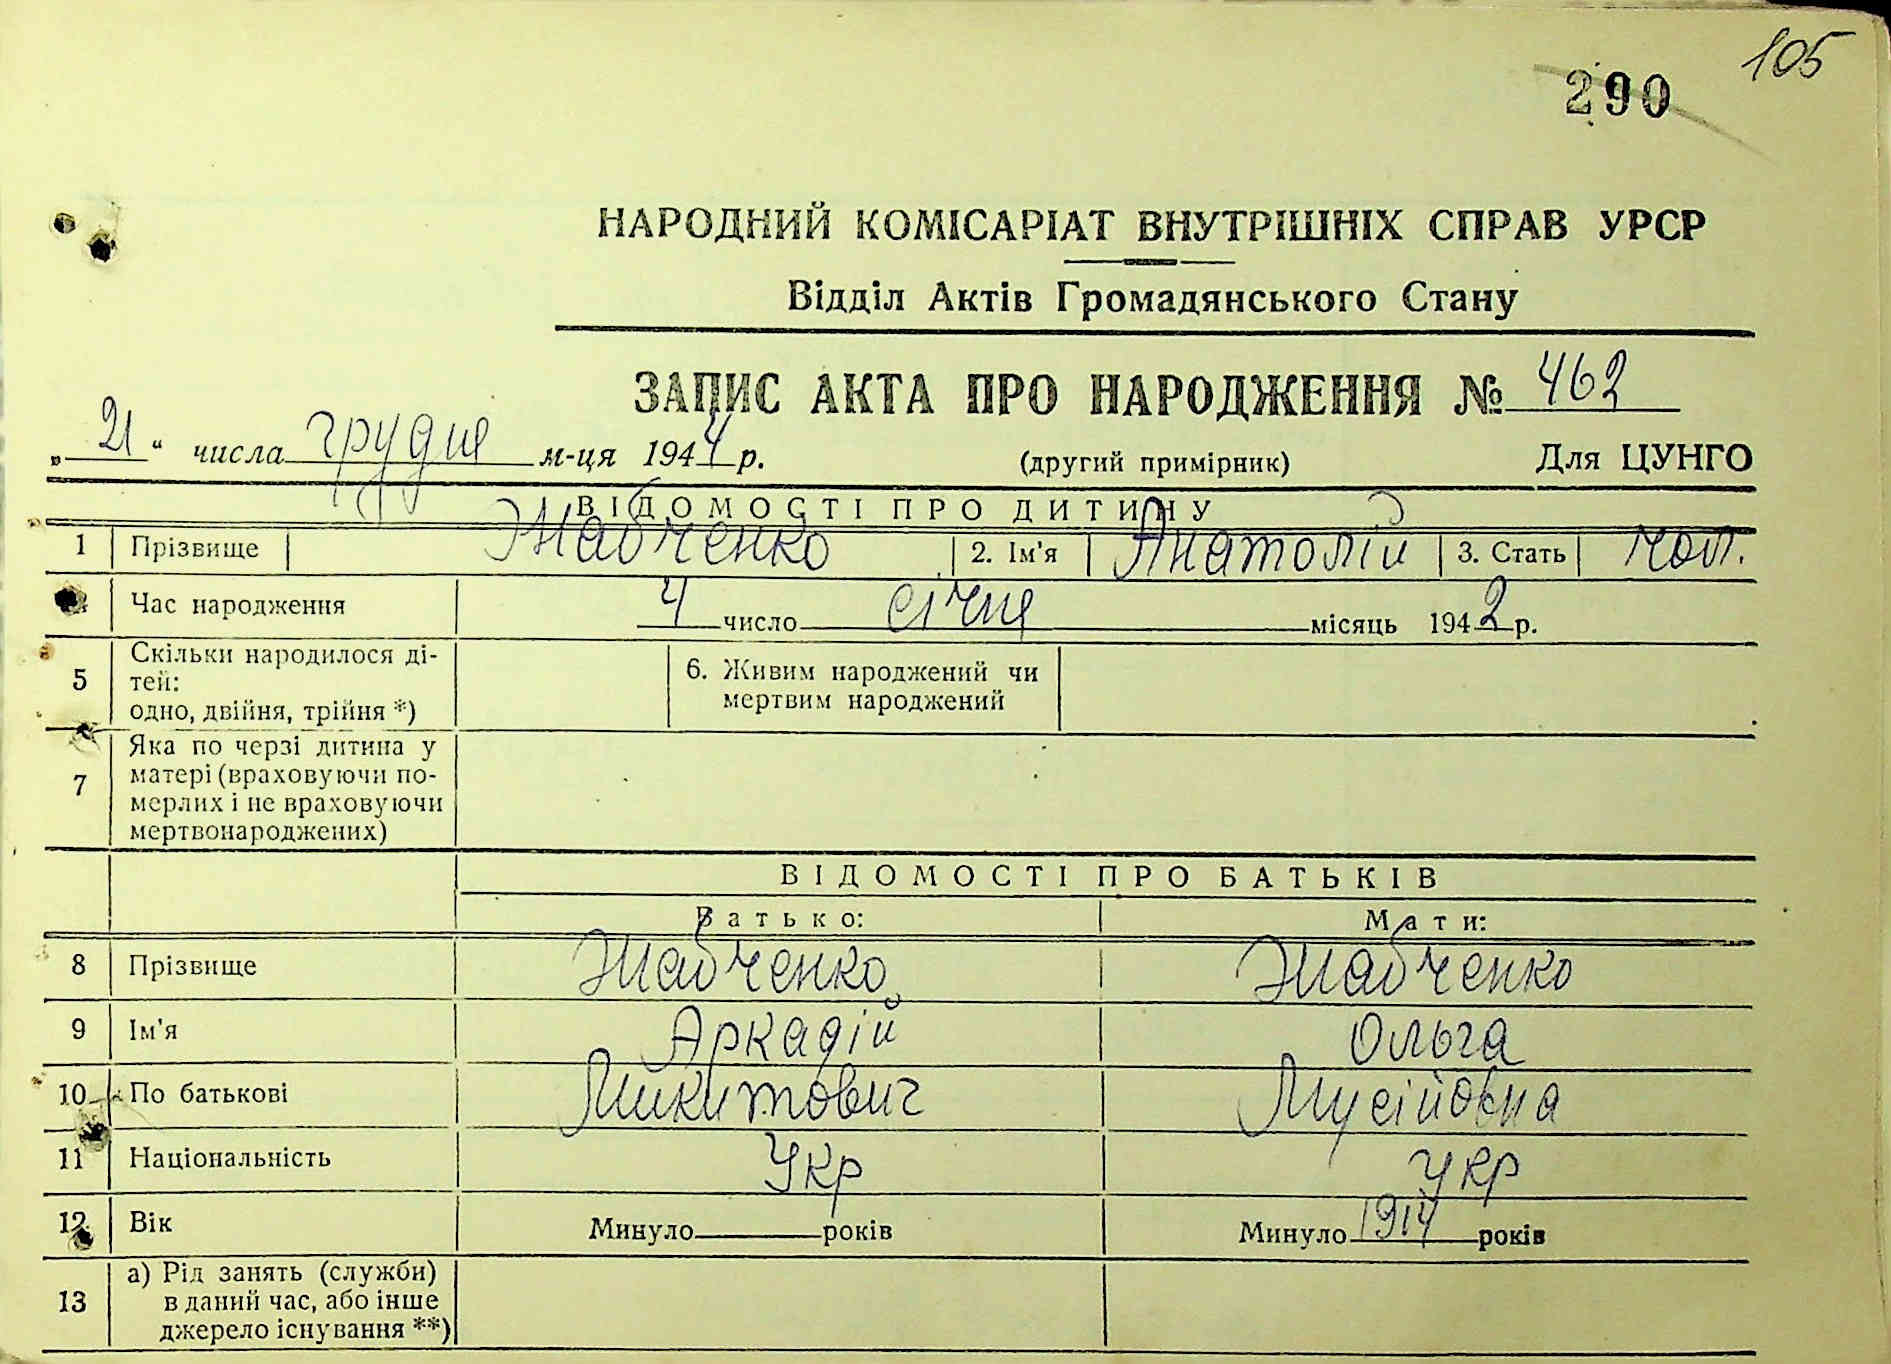 105
290
НАРОДНИЙ КОМІСАРІАТ ВНУТРІШНІХ СПРАВ УРСР
Відділ Актів Громадянського Стану
ЗАПИС АКТА ПРО НАРОДЖЕННЯ № 462
„21“ числа грудня м-ця 1944 р. (другий примірник) Для ЦУНГО
ВІДОМОСТІ ПРО ДИТИНУ
1 Прізвище Жабченко 2. Ім'я Анатолій 3. Стать чол.
Час народження 4 число січня місяць 1942 р.
5 Скільки народилося ді-
тей:
одно, двійня, трійня *)
6. Живим народжений чи
мертвим народжений
7 Яка по черзі дитина у
матері (враховуючи по-
мерлих і не враховуючи
мертвонароджених)
ВІДОМОСТІ ПРО БАТЬКІВ
Батько: Мати:
8 Прізвище Жабченко Жабченко
9 Ім'я Аркадій Ольга
10 По батькові Микитович Мусійовна
11 Національність Укр Укр
12 Вік Минуло років Минуло 1914 років
13 а) Рід занять (служби)
в даний час, або інше
джерело існування **)